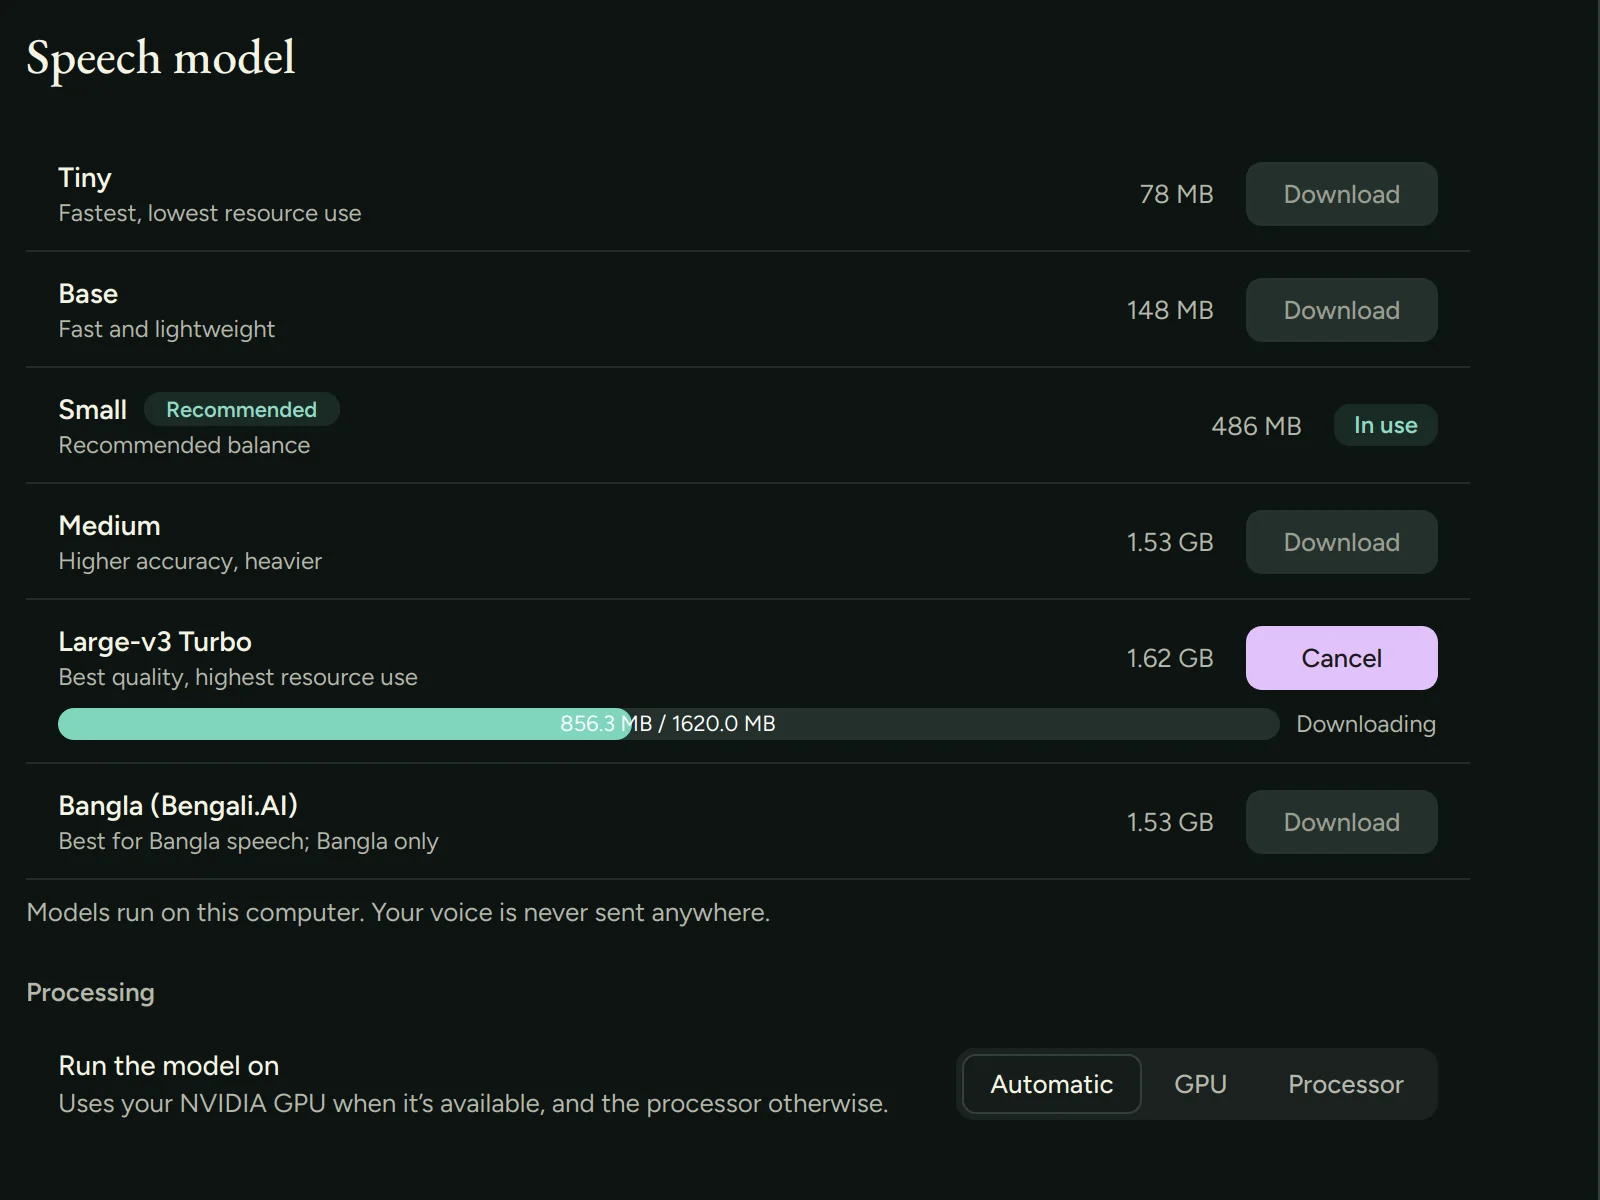 Speech model
Tiny
Fastest, lowest resource use
78 MB
Download
Base
Fast and lightweight
148 MB
Download
Small
Recommended
Recommended balance
486 MB
In use
Medium
Higher accuracy, heavier
1.53 GB
Download
Large-v3 Turbo
Best quality, highest resource use
1.62 GB
Cancel
856.3 MB / 1620.0 MB
Downloading
Bangla (Bengali.AI)
Best for Bangla speech; Bangla only
1.53 GB
Download
Models run on this computer. Your voice is never sent anywhere.
Processing
Run the model on
Uses your NVIDIA GPU when it’s available, and the processor otherwise.
Automatic
GPU
Processor